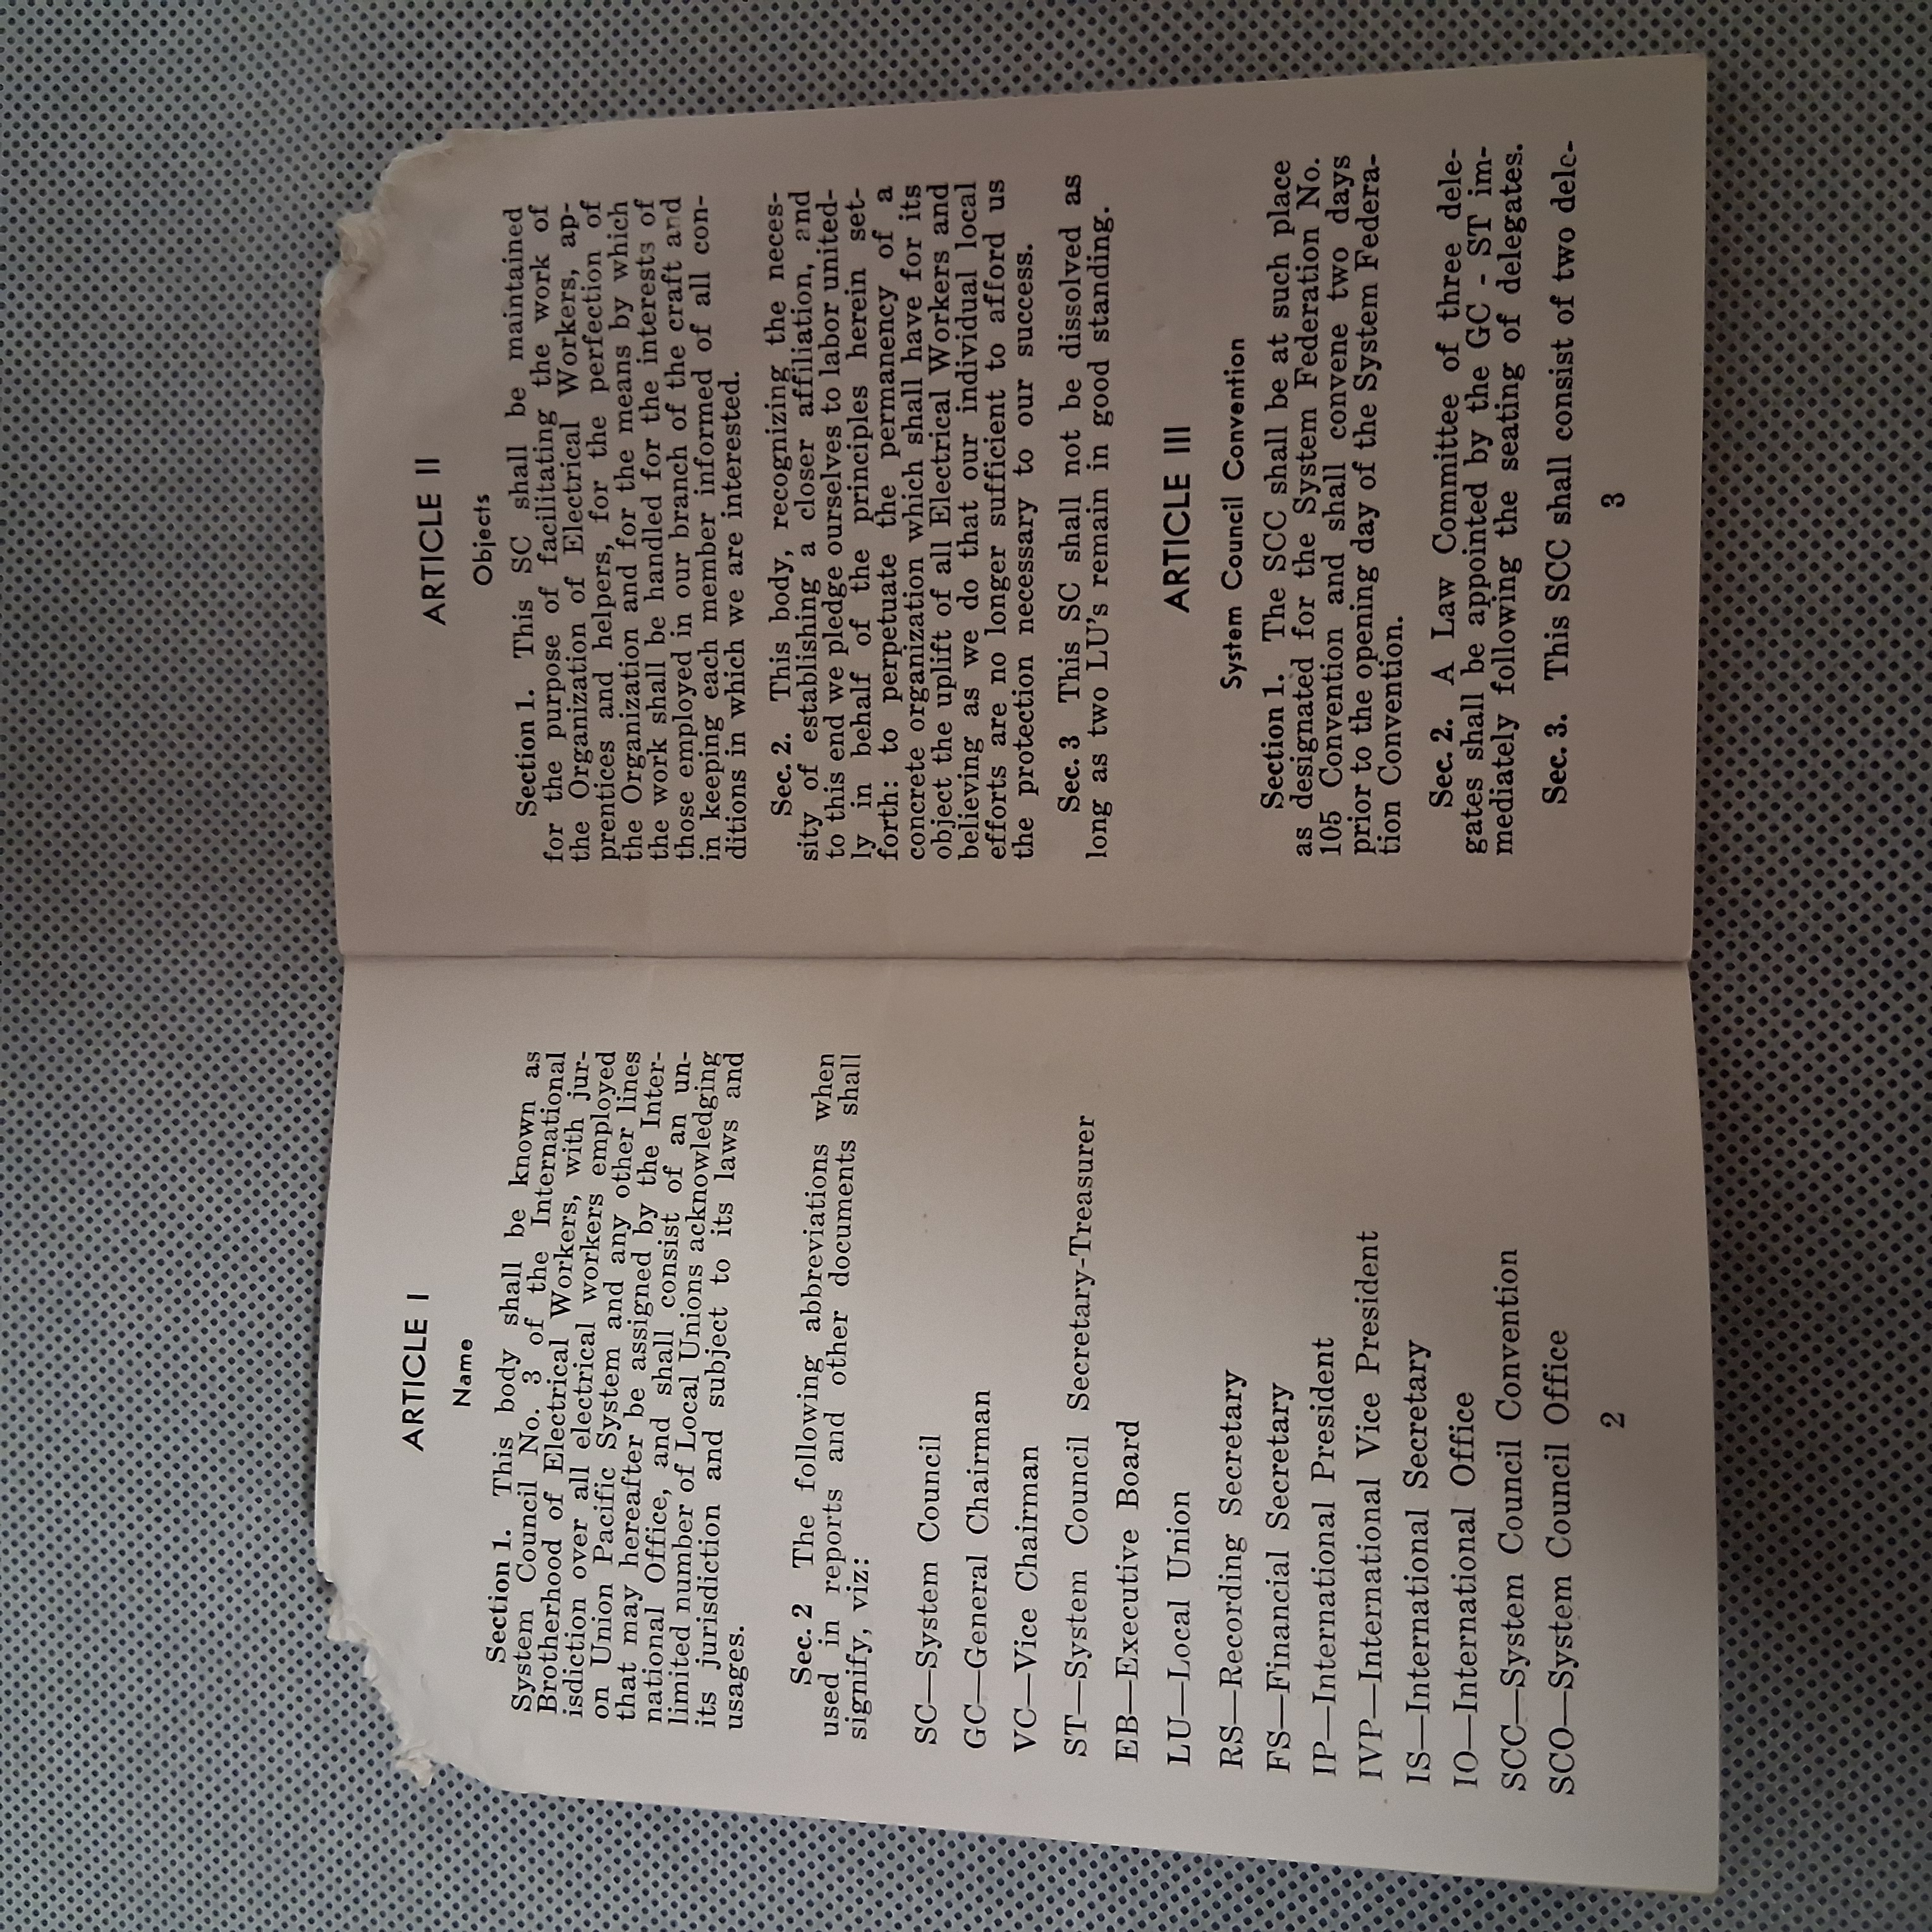 ARTICLE I
Name
Section 1. This body shall be known as
System Council No. 3 of the International
Brotherhood of Electrical Workers, with jur-
isdiction over all electrical workers employed
on Union Pacific System and any other lines
that may hereafter be assigned by the Inter-
national Office, and shall consist of an un-
limited number of Local Unions acknowledging
its jurisdiction and subject to its laws and
usages.
Sec. 2 The following abbreviations when
used in reports and other documents shall
signify, viz:
SC—System Council
GC—General Chairman
VC—Vice Chairman
ST—System Council Secretary-Treasurer
EB—Executive Board
LU—Local Union
RS—Recording Secretary
FS—Financial Secretary
IP—International President
IVP—International Vice President
IS—International Secretary
IO—International Office
SCC—System Council Convention
SCO—System Council Office
2
ARTICLE II
Objects
Section 1. This SC shall be maintained
for the purpose of facilitating the work of
the Organization of Electrical Workers, ap-
prentices and helpers, for the perfection of
the Organization and for the means by which
the work shall be handled for the interests of
those employed in our branch of the craft and
in keeping each member informed of all con-
ditions in which we are interested.
Sec. 2. This body, recognizing the neces-
sity of establishing a closer affiliation, and
to this end we pledge ourselves to labor united-
ly in behalf of the principles herein set-
forth: to perpetuate the permanency of a
concrete organization which shall have for its
object the uplift of all Electrical Workers and
believing as we do that our individual local
efforts are no longer sufficient to afford us
the protection necessary to our success.
Sec. 3 This SC shall not be dissolved as
long as two LU's remain in good standing.
ARTICLE III
System Council Convention
Section 1. The SCC shall be at such place
as designated for the System Federation No.
105 Convention and shall convene two days
prior to the opening day of the System Federa-
tion Convention.
Sec. 2. A Law Committee of three dele-
gates shall be appointed by the GC - ST im-
mediately following the seating of delegates.
Sec. 3. This SCC shall consist of two dele-
3